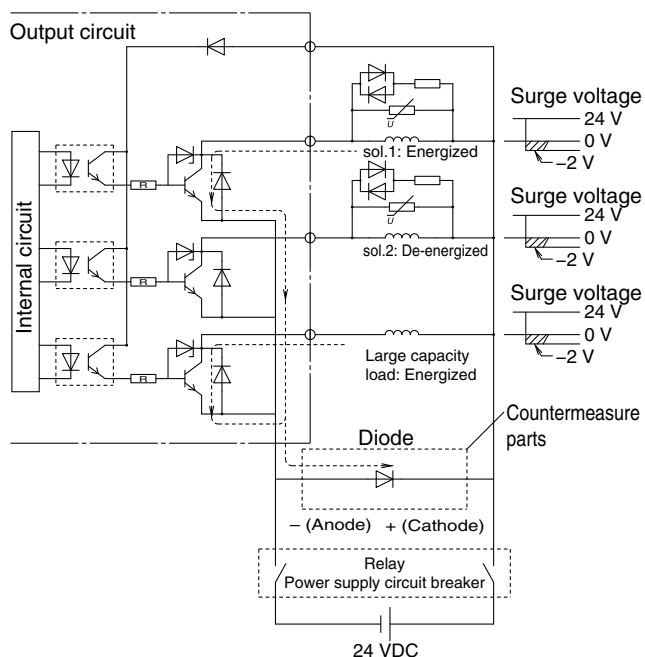 Output circuit
Internal circuit
R
R
R
U
sol.1: Energized
U
sol.2: De-energized
Large capacity
load: Energized
Surge voltage
24 V
0 V
−2 V
Surge voltage
24 V
0 V
−2 V
Surge voltage
24 V
0 V
−2 V
Countermeasure
parts
Diode
− (Anode) + (Cathode)
Relay
Power supply circuit breaker
24 VDC